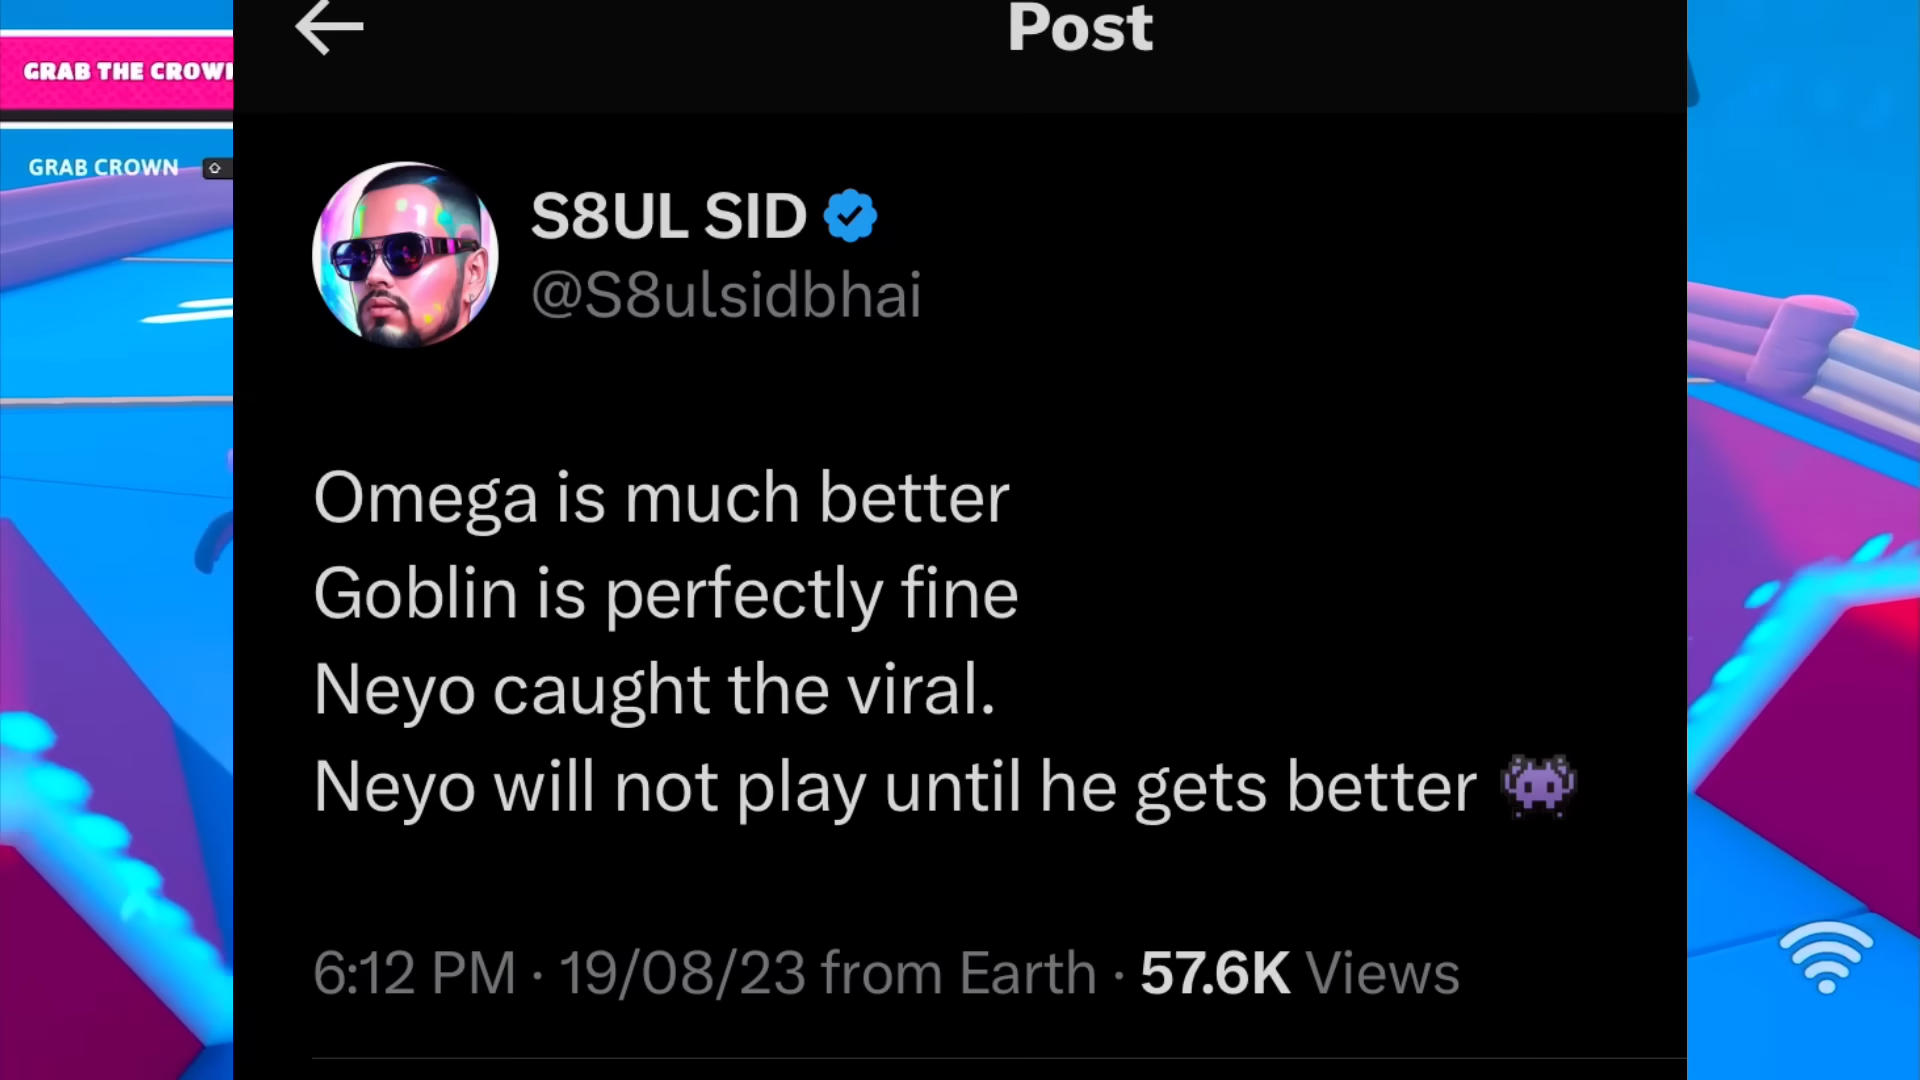 Post
GRAB THE CROW
GRAB CROWN
S8UL SID
@S8ulsidbhai
Omega is much better
Goblin is perfectly fine
Neyo caught the viral.
Neyo will not play until he gets better 👾
6:12 PM · 19/08/23 from Earth · 57.6K Views